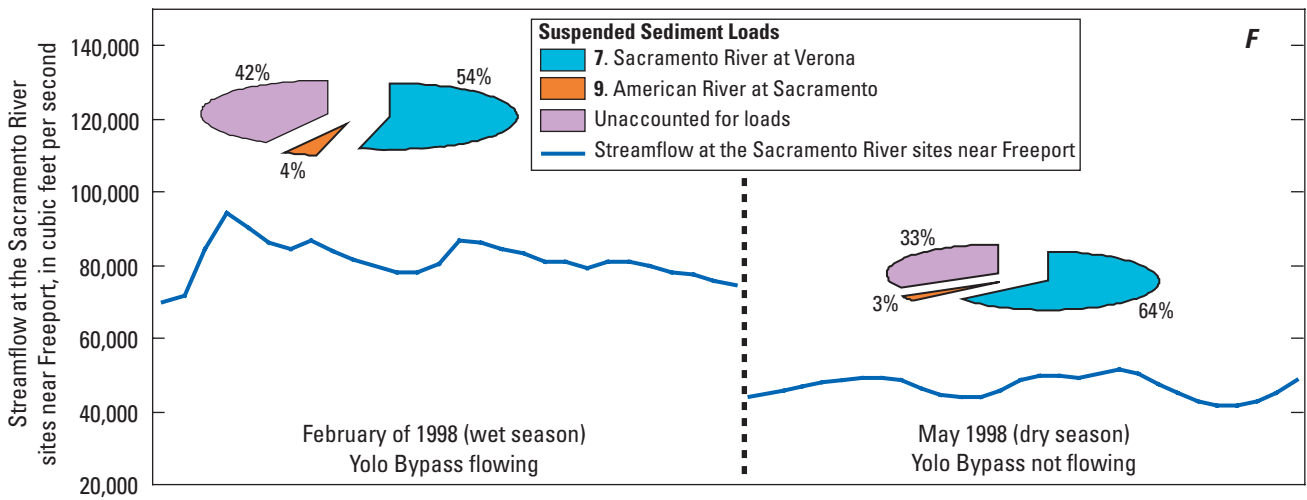 Streamflow at the Sacramento River
sites near Freeport, in cubic feet per second
140,000
120,000
100,000
80,000
60,000
40,000
20,000
Suspended Sediment Loads
7. Sacramento River at Verona
9. American River at Sacramento
Unaccounted for loads
Streamflow at the Sacramento River sites near Freeport
F
42%
54%
4%
33%
3%
64%
February of 1998 (wet season)
Yolo Bypass flowing
May 1998 (dry season)
Yolo Bypass not flowing